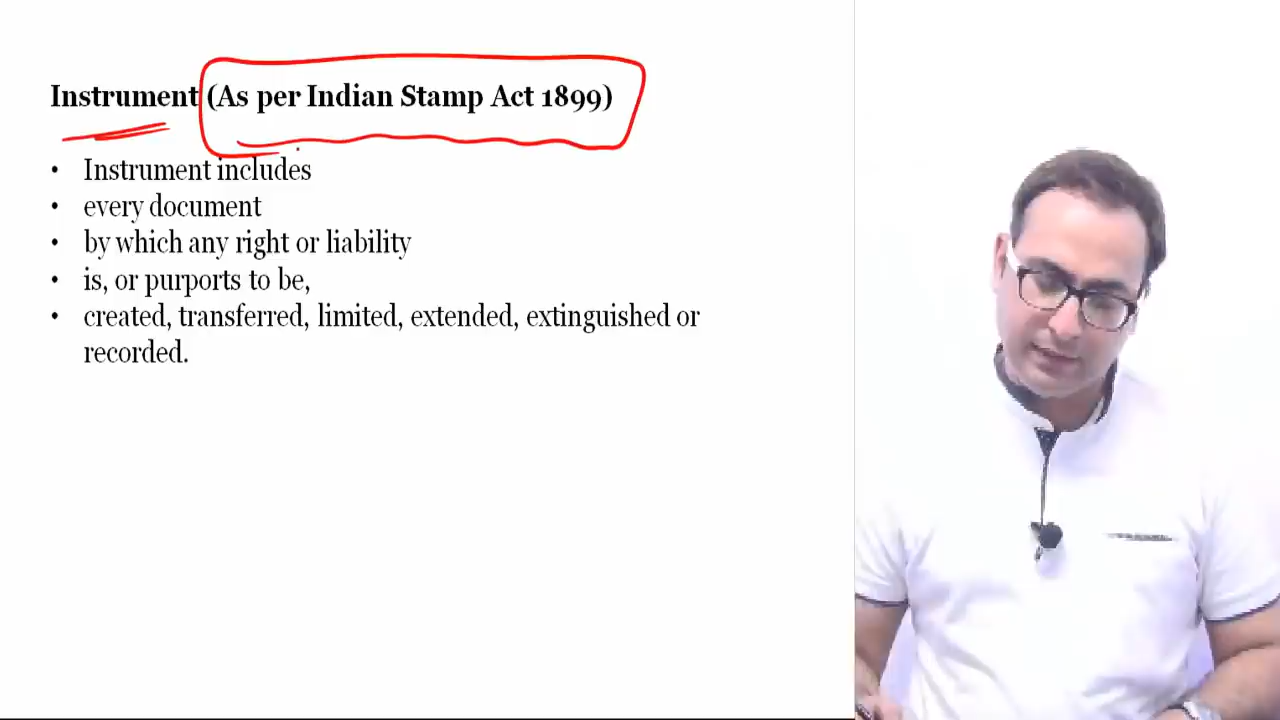 Instrument (As per Indian Stamp Act 1899)
• Instrument includes
• every document
• by which any right or liability
• is, or purports to be,
• created, transferred, limited, extended, extinguished or
recorded.